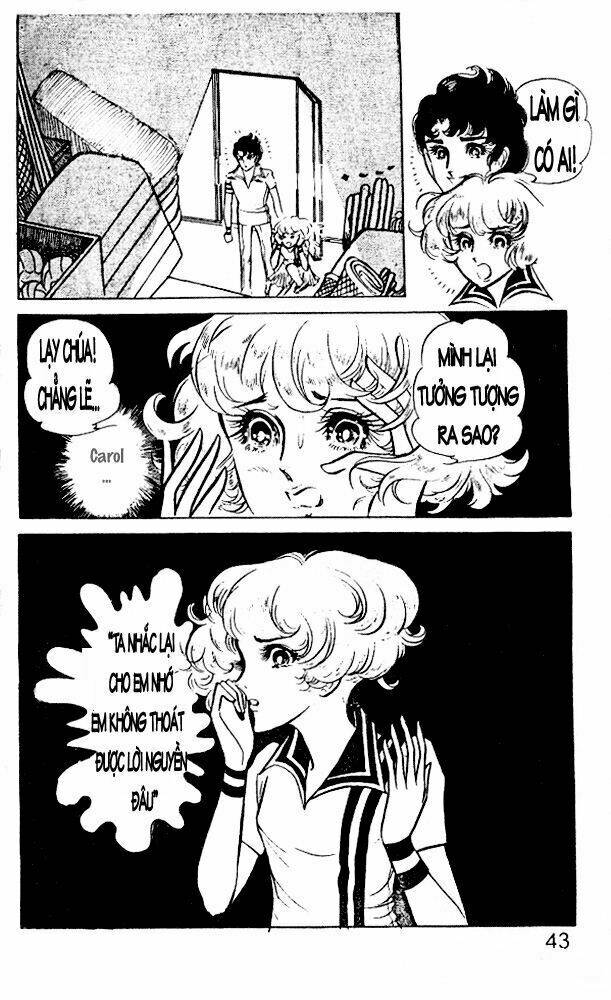 LÀM GÌ
CÓ AI!
LẠY CHÚA!
CHẲNG LẼ...
Carol
...
MÌNH LẠI
TƯỞNG TƯỢNG
RA SAO?
"TA NHẮC LẠI
CHO EM NHỚ
EM KHÔNG THOÁT
ĐƯỢC LỜI NGUYỀN
ĐÂU"
43